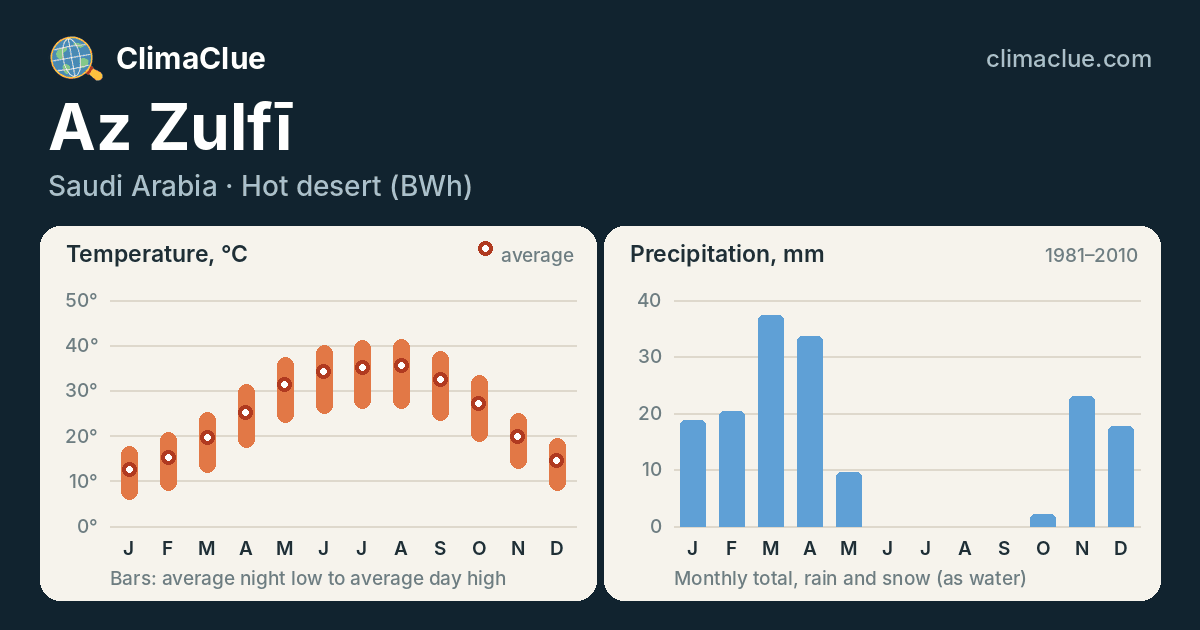 ClimaClue
climaclue.com
Az Zulfī
Saudi Arabia · Hot desert (BWh)
Temperature, °C
average
50°
40°
30°
20°
10°
0°
J F M A M J J A S O N D
Bars: average night low to average day high
Precipitation, mm
1981–2010
40
30
20
10
0
J F M A M J J A S O N D
Monthly total, rain and snow (as water)